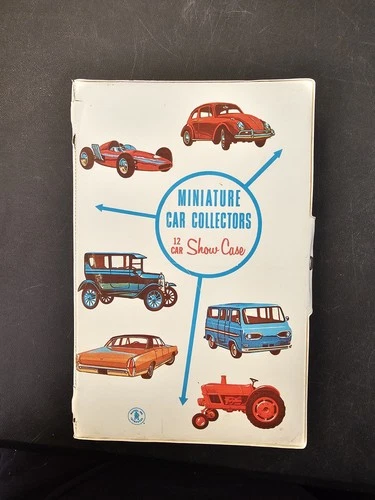 MINIATURE
CAR COLLECTORS
12
CAR Show Case